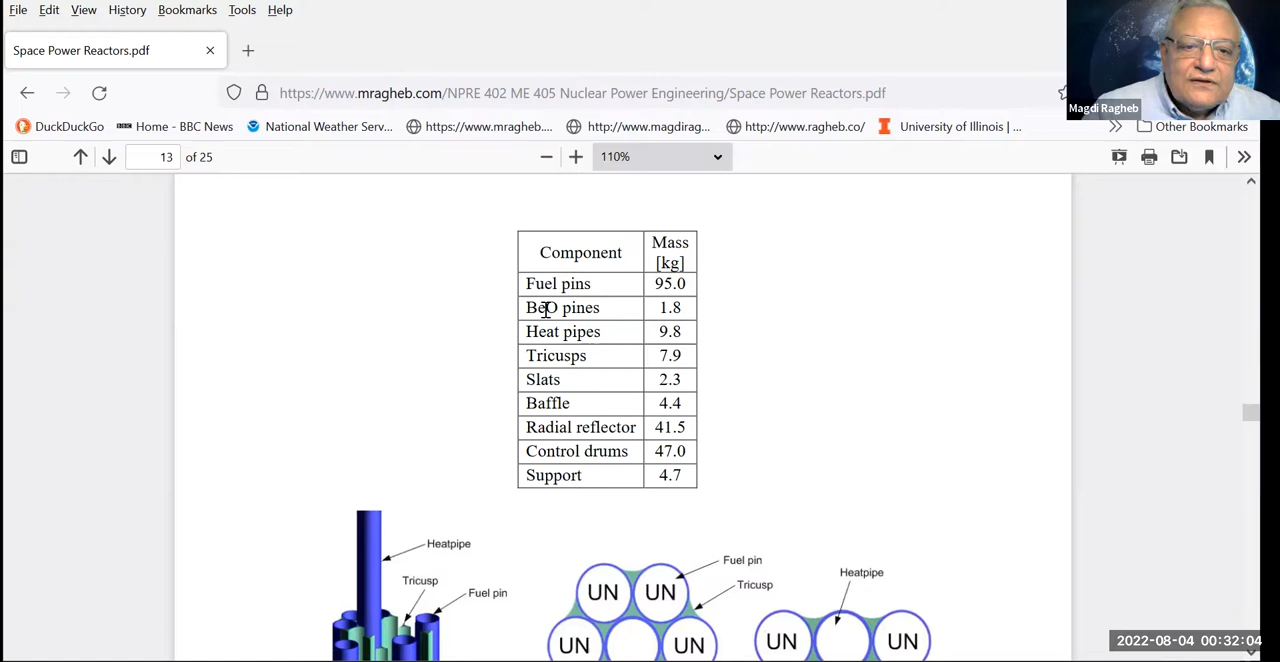 File Edit View History Bookmarks Tools Help
Space Power Reactors.pdf
https://www.mragheb.com/NPRE 402 ME 405 Nuclear Power Engineering/Space Power Reactors.pdf
Magdi Ragheb
DuckDuckGo BBC Home - BBC News National Weather Serv... https://www.mragheb.... http://www.magdirag... http://www.ragheb.co/ University of Illinois |... Other Bookmarks
13 of 25 110%
Component Mass [kg]
Fuel pins 95.0
BeO pines 1.8
Heat pipes 9.8
Tricusps 7.9
Slats 2.3
Baffle 4.4
Radial reflector 41.5
Control drums 47.0
Support 4.7
Heatpipe
Tricusp
Fuel pin
Fuel pin
Tricusp
UN UN
UN UN
Heatpipe
UN UN
2022-08-04 00:32:04